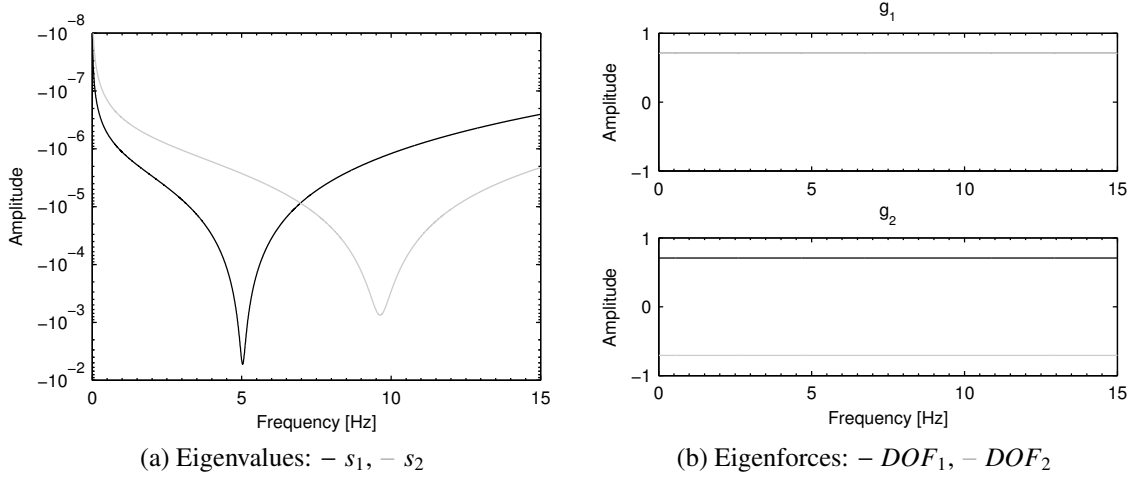 −10⁻⁸
−10⁻⁷
−10⁻⁶
−10⁻⁵
−10⁻⁴
−10⁻³
−10⁻²
Amplitude
0 5 10 15
Frequency [Hz]
(a) Eigenvalues: − s₁, − s₂
g₁
1
0
−1
Amplitude
0 5 10 15
g₂
1
0
−1
Amplitude
0 5 10 15
Frequency [Hz]
(b) Eigenforces: − DOF₁, − DOF₂